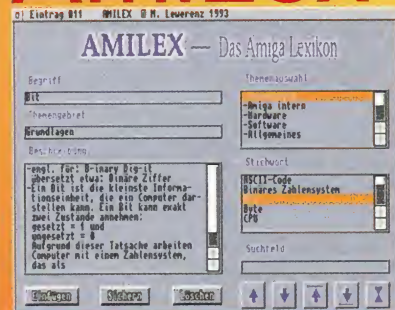 o| Eintrag 011 AMILEX © M. Lewerenz 1993
AMILEX — Das Amiga Lexikon
Begriff
Bit
Themengebiet
Grundlagen
Beschreibung
-engl. für: B-inary Dig-it
übersetzt etwa: Binäre Ziffer
-Ein Bit ist die kleinste Informa-
tionseinheit, die ein Computer dar-
stellen kann. Ein Bit kann exakt
zwei Zustände annehmen:
gesetzt = 1 und
ungesetzt = 0
Aufgrund dieser Tatsache arbeiten
Computer mit einem Zahlensystem,
das als
Einfügen Sichern Löschen
Themenauswahl
-Amiga intern
-Hardware
-Software
-Allgemeines
Stichwort
ASCII-Code
Binäres Zahlensystem
Byte
CPU
Suchfeld